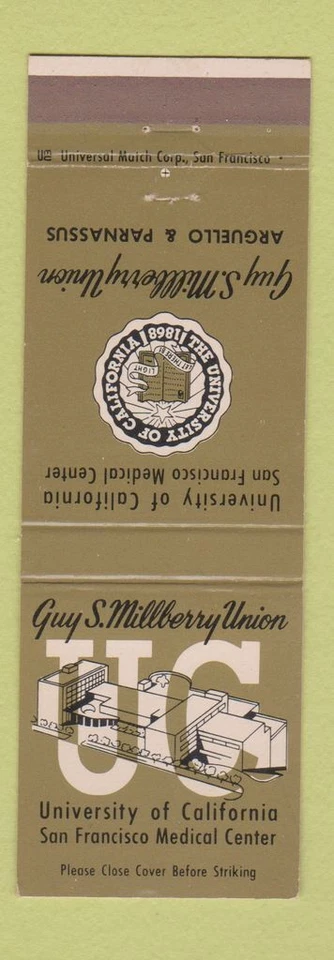 UM Universal Match Corp., San Francisco
ARGUELLO & PARNASSUS
Guy S. Millberry Union
THE UNIVERSITY OF CALIFORNIA
1868
LET THERE BE
LIGHT
University of California
San Francisco Medical Center
Guy S. Millberry Union
UC
University of California
San Francisco Medical Center
Please Close Cover Before Striking